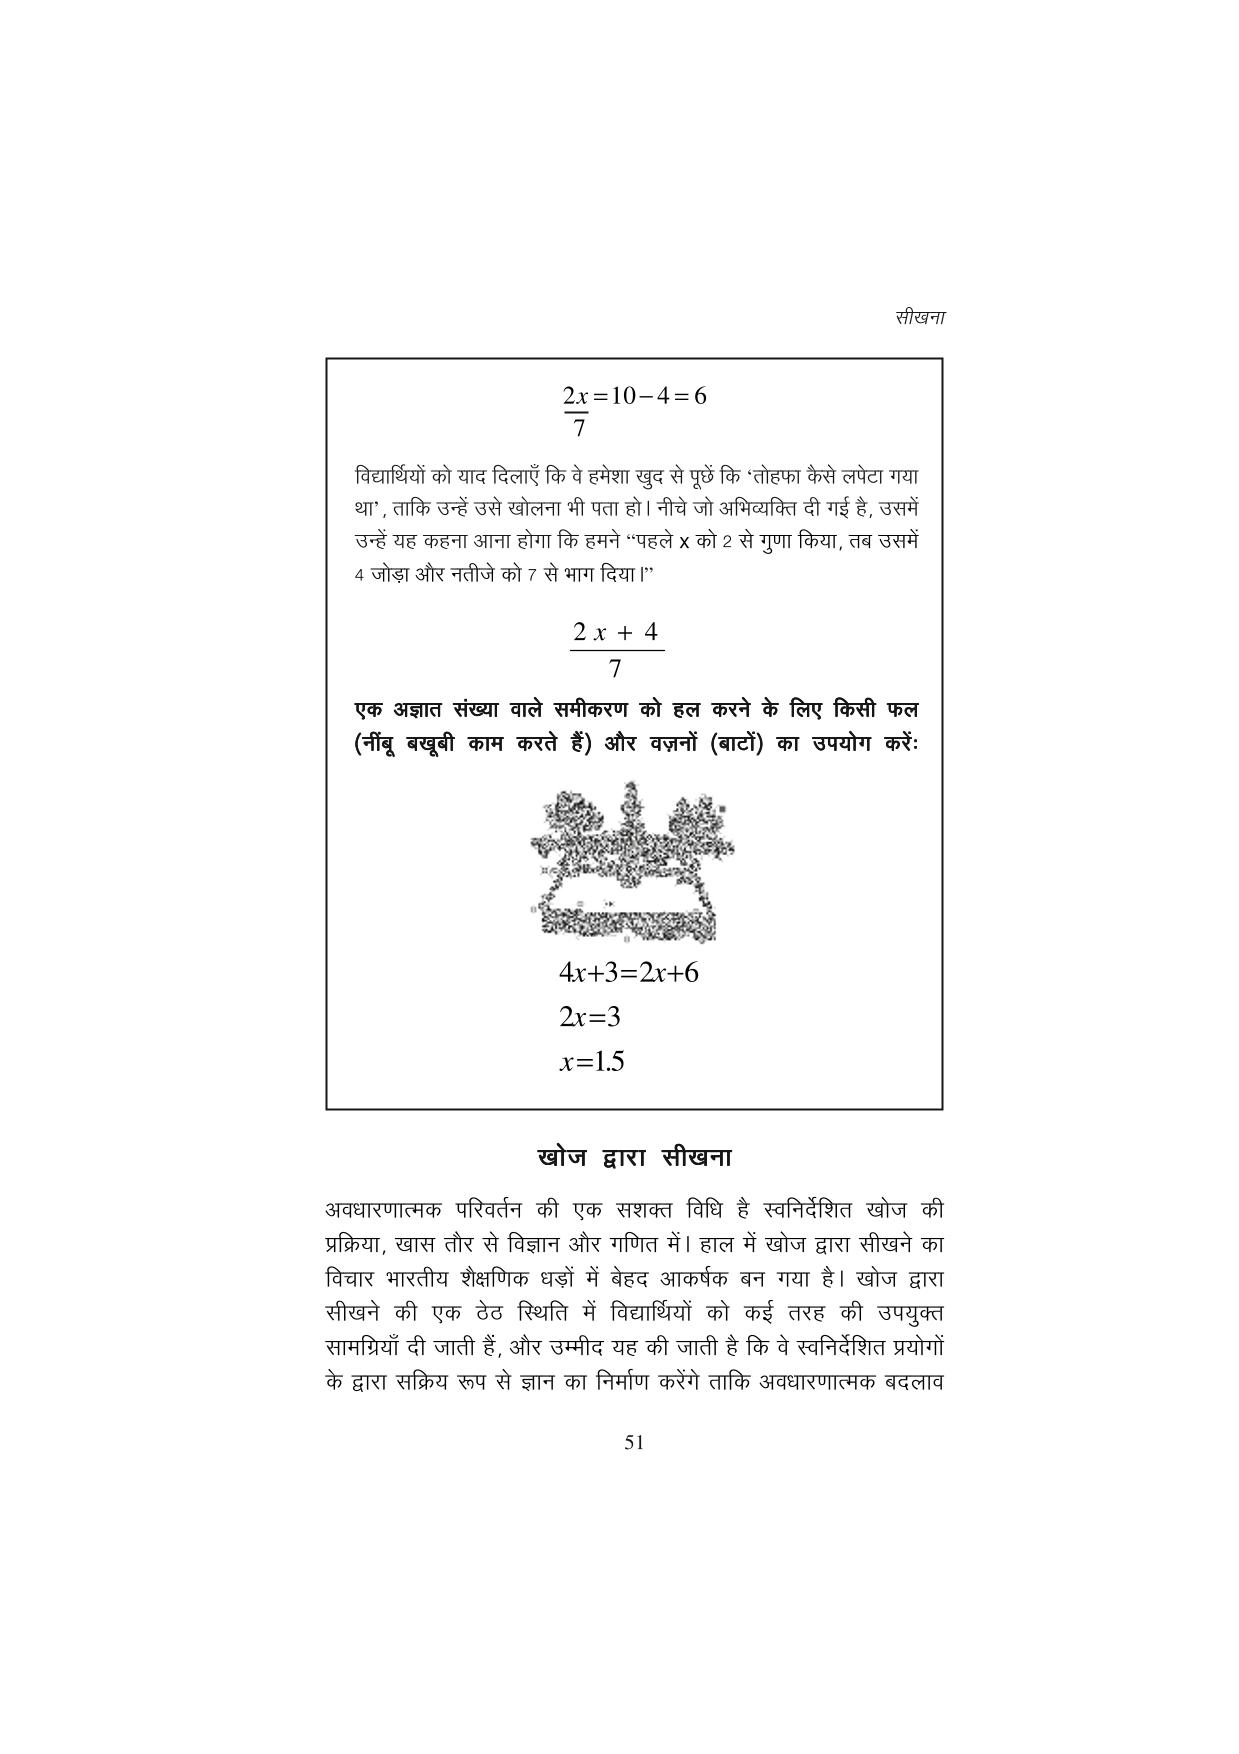 सीखना
2x = 10 − 4 = 6
7
विद्यार्थियों को याद दिलाएँ कि वे हमेशा खुद से पूछें कि ‘तोहफा कैसे लपेटा गया
था’, ताकि उन्हें उसे खोलना भी पता हो। नीचे जो अभिव्यक्ति दी गई है, उसमें
उन्हें यह कहना आना होगा कि हमने “पहले x को 2 से गुणा किया, तब उसमें
4 जोड़ा और नतीजे को 7 से भाग दिया।”
2 x + 4
7
एक अज्ञात संख्या वाले समीकरण को हल करने के लिए किसी फल
(नींबू बखूबी काम करते हैं) और वज़नों (बाटों) का उपयोग करें:
4x+3=2x+6
2x=3
x=1.5
खोज द्वारा सीखना
अवधारणात्मक परिवर्तन की एक सशक्त विधि है स्वनिर्देशित खोज की
प्रक्रिया, खास तौर से विज्ञान और गणित में। हाल में खोज द्वारा सीखने का
विचार भारतीय शैक्षणिक धड़ों में बेहद आकर्षक बन गया है। खोज द्वारा
सीखने की एक ठेठ स्थिति में विद्यार्थियों को कई तरह की उपयुक्त
सामग्रियाँ दी जाती हैं, और उम्मीद यह की जाती है कि वे स्वनिर्देशित प्रयोगों
के द्वारा सक्रिय रूप से ज्ञान का निर्माण करेंगे ताकि अवधारणात्मक बदलाव
51